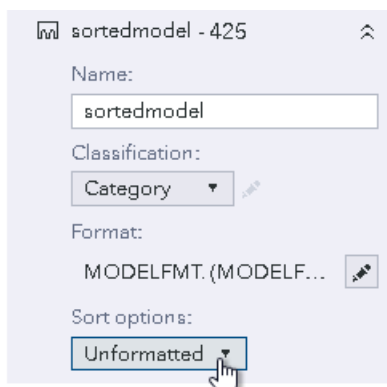 sortedmodel - 425
Name:
sortedmodel
Classification:
Category
Format:
MODELFMT. (MODELF...
Sort options:
Unformatted